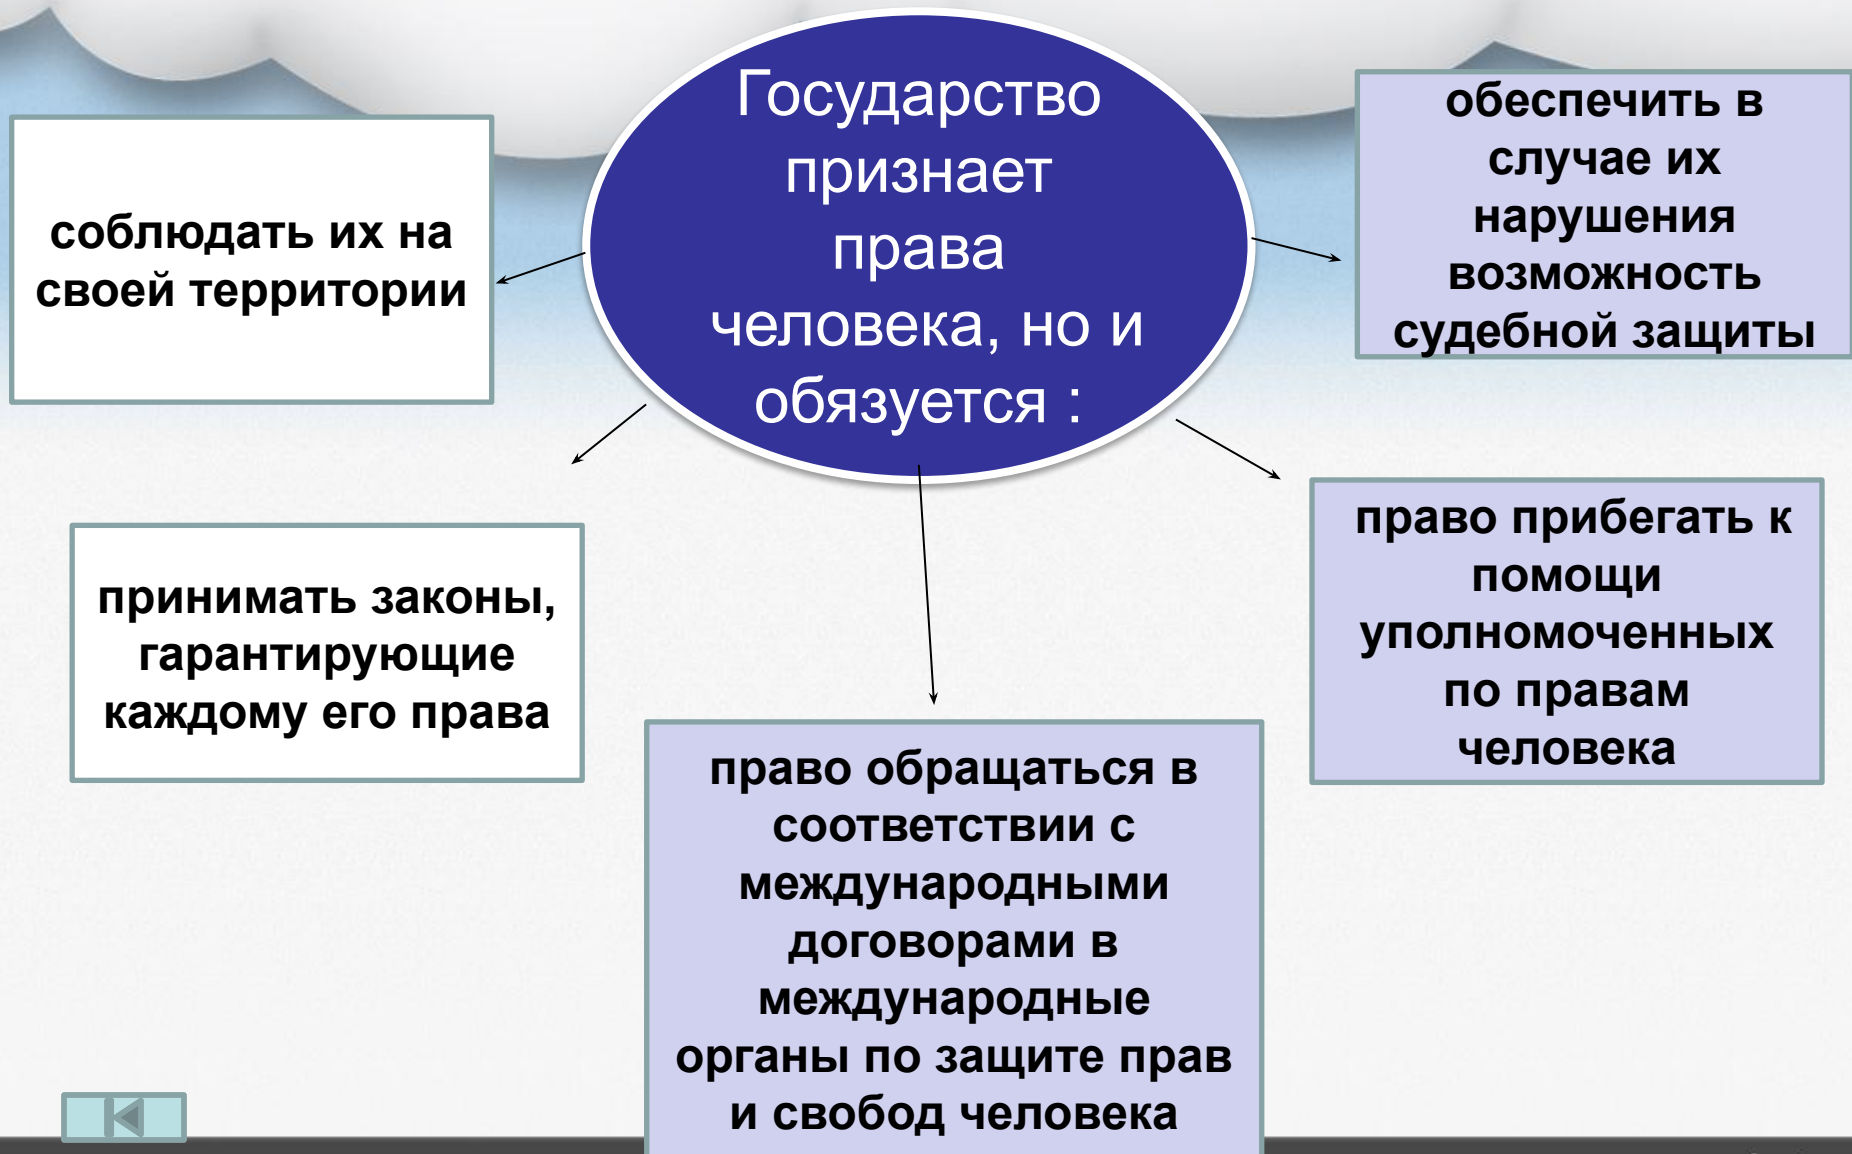 Государство
признает
права
человека, но и
обязуется :
соблюдать их на
своей территории
обеспечить в
случае их
нарушения
возможность
судебной защиты
принимать законы,
гарантирующие
каждому его права
право обращаться в
соответствии с
международными
договорами в
международные
органы по защите прав
и свобод человека
право прибегать к
помощи
уполномоченных
по правам
человека